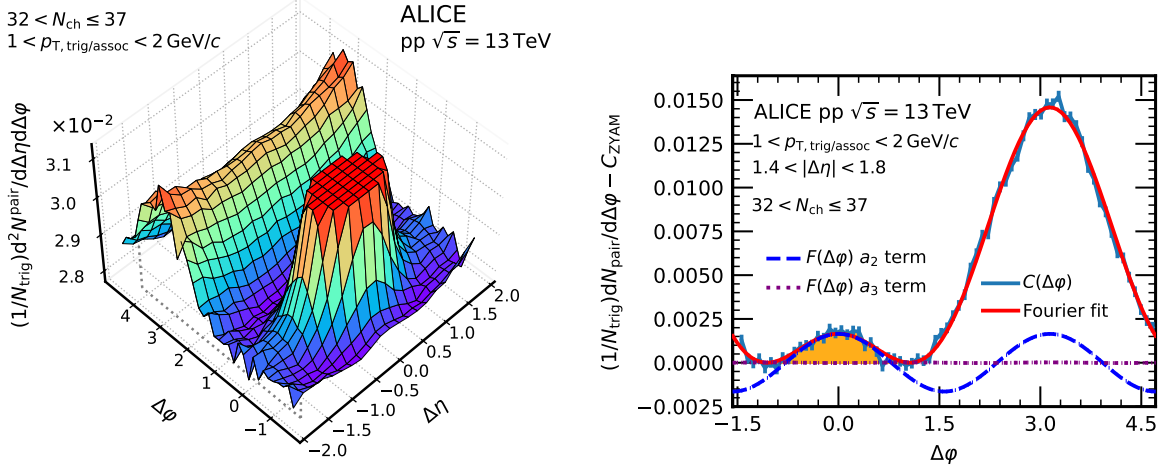 32 < N_ch ≤ 37
1 < p_T,trig/assoc < 2 GeV/c
ALICE
pp √s = 13 TeV
×10⁻²
(1/N_trig)d²N^pair/dΔηdΔφ
3.1
3.0
2.9
2.8
4
3
2
1
0
−1
Δφ
−2.0
−1.5
−1.0
−0.5
0.0
0.5
1.0
1.5
2.0
Δη
(1/N_trig)dN_pair/dΔφ − C_ZYAM
0.0150
0.0125
0.0100
0.0075
0.0050
0.0025
0.0000
−0.0025
ALICE pp √s = 13 TeV
1 < p_T,trig/assoc < 2 GeV/c
1.4 < |Δη| < 1.8
32 < N_ch ≤ 37
F(Δφ) a₂ term
F(Δφ) a₃ term
C(Δφ)
Fourier fit
−1.5 0.0 1.5 3.0 4.5
Δφ